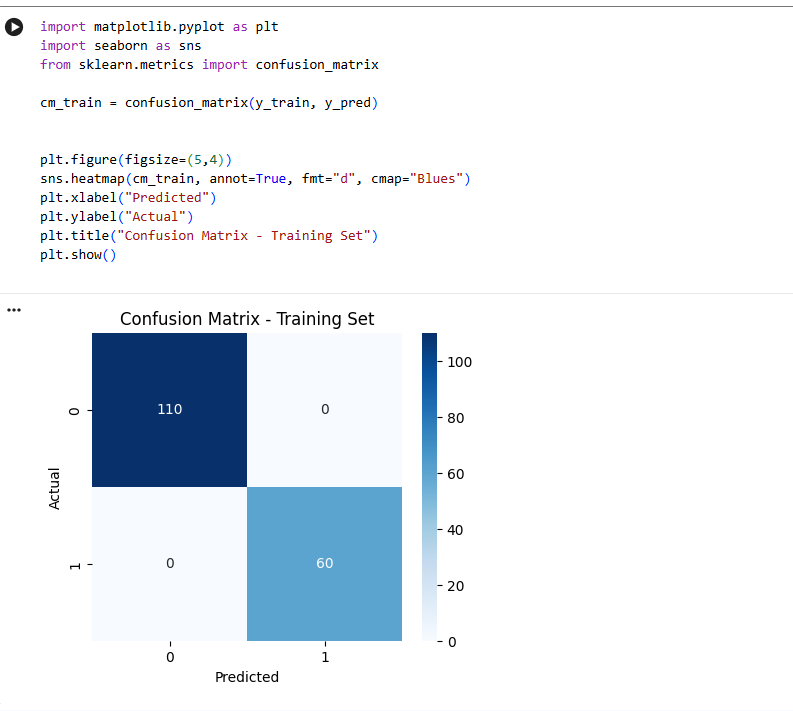 import matplotlib.pyplot as plt
import seaborn as sns
from sklearn.metrics import confusion_matrix
cm_train = confusion_matrix(y_train, y_pred)
plt.figure(figsize=(5,4))
sns.heatmap(cm_train, annot=True, fmt="d", cmap="Blues")
plt.xlabel("Predicted")
plt.ylabel("Actual")
plt.title("Confusion Matrix - Training Set")
plt.show()
Confusion Matrix - Training Set
110
0
0
60
0
1
Actual
0
1
Predicted
100
80
60
40
20
0